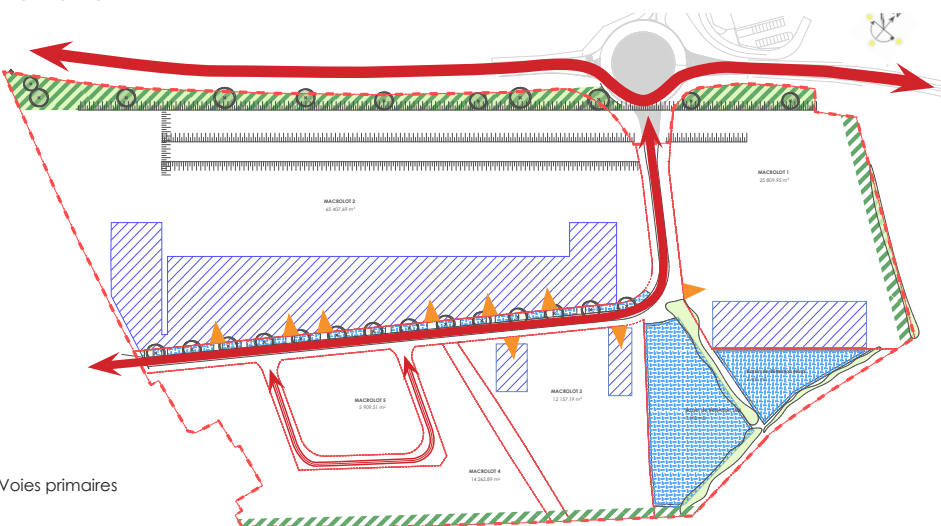 MACROLOT 1
25 809,95 m²
MACROLOT 2
65 407,69 m²
MACROLOT 5
5 909,51 m²
MACROLOT 3
12 157,19 m²
MACROLOT 4
14 263,89 m²
Voies primaires